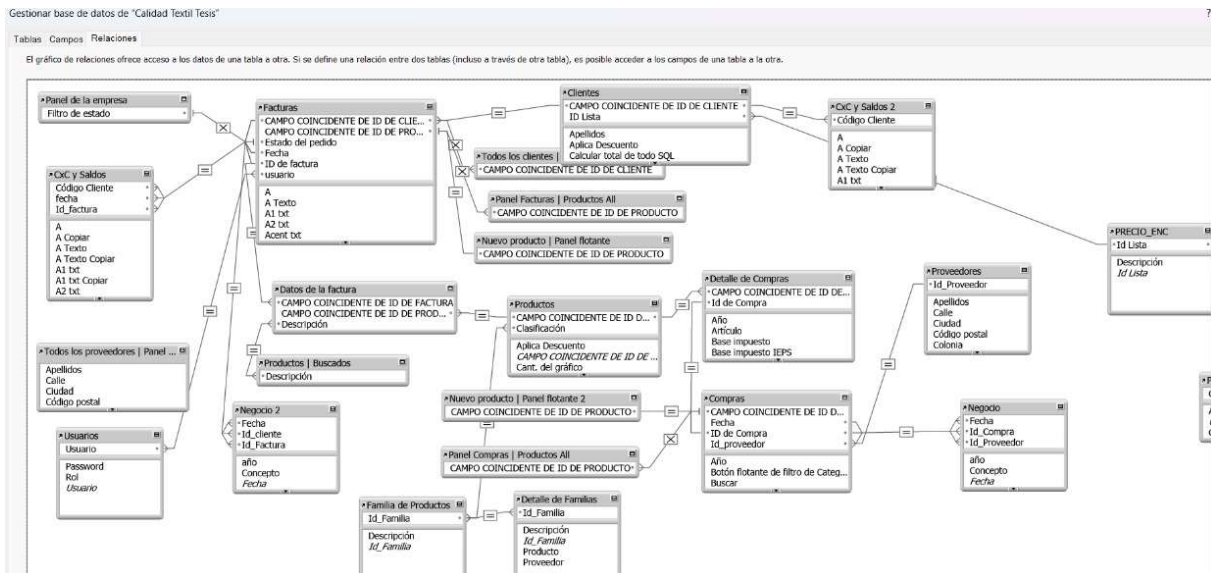 Gestionar base de datos de "Calidad Textil Tesis"
?
Tablas Campos Relaciones
El gráfico de relaciones ofrece acceso a los datos de una tabla a otra. Si se define una relación entre dos tablas (incluso a través de otra tabla), es posible acceder a los campos de una tabla a la otra.
Panel de la empresa
Filtro de estado
Facturas
CAMPO COINCIDENTE DE ID DE CLIE...
CAMPO COINCIDENTE DE ID DE PRO...
Estado del pedido
Fecha
ID de factura
usuario
A
A Texto
A1 txt
A2 txt
Acent txt
Clientes
CAMPO COINCIDENTE DE ID DE CLIENTE
ID Lista
Apellidos
Aplica Descuento
Calcular total de todo SQL
CxC y Saldos 2
Código Cliente
A
A Copiar
A Texto
A Texto Copiar
A1 txt
Todos los clientes |
CAMPO COINCIDENTE DE ID DE CLIENTE
CxC y Saldos
Código Cliente
fecha
Id_factura
A
A Copiar
A Texto
A Texto Copiar
A1 txt
A1 txt Copiar
A2 txt
Panel Facturas | Productos All
CAMPO COINCIDENTE DE ID DE PRODUCTO
Nuevo producto | Panel flotante
CAMPO COINCIDENTE DE ID DE PRODUCTO
PRECIO_ENC
Id Lista
Descripción
Id Lista
Datos de la factura
CAMPO COINCIDENTE DE ID DE FACTURA
CAMPO COINCIDENTE DE ID DE PROD...
Descripción
Productos
CAMPO COINCIDENTE DE ID D...
Clasificación
Aplica Descuento
CAMPO COINCIDENTE DE ID DE ...
Cant. del gráfico
Detalle de Compras
CAMPO COINCIDENTE DE ID DE...
Id de Compra
Año
Artículo
Base impuesto
Base impuesto IEPS
Proveedores
Id_Proveedor
Apellidos
Calle
Ciudad
Código postal
Colonia
Todos los proveedores | Panel ...
Apellidos
Calle
Ciudad
Código postal
Productos | Buscados
Descripción
Nuevo producto | Panel flotante 2
CAMPO COINCIDENTE DE ID DE PRODUCTO
Compras
CAMPO COINCIDENTE DE ID D...
Fecha
ID de Compra
Id_proveedor
Año
Botón flotante de filtro de Categ...
Buscar
Negocio
Fecha
Id_Compra
Id_Proveedor
año
Concepto
Fecha
Usuarios
Usuario
Password
Rol
Usuario
Negocio 2
Fecha
Id_cliente
Id_Factura
año
Concepto
Fecha
Panel Compras | Productos All
CAMPO COINCIDENTE DE ID DE PRODUCTO
Familia de Productos
Id_Familia
Descripción
Id_Familia
Detalle de Familias
Id_Familia
Descripción
Id_Familia
Producto
Proveedor